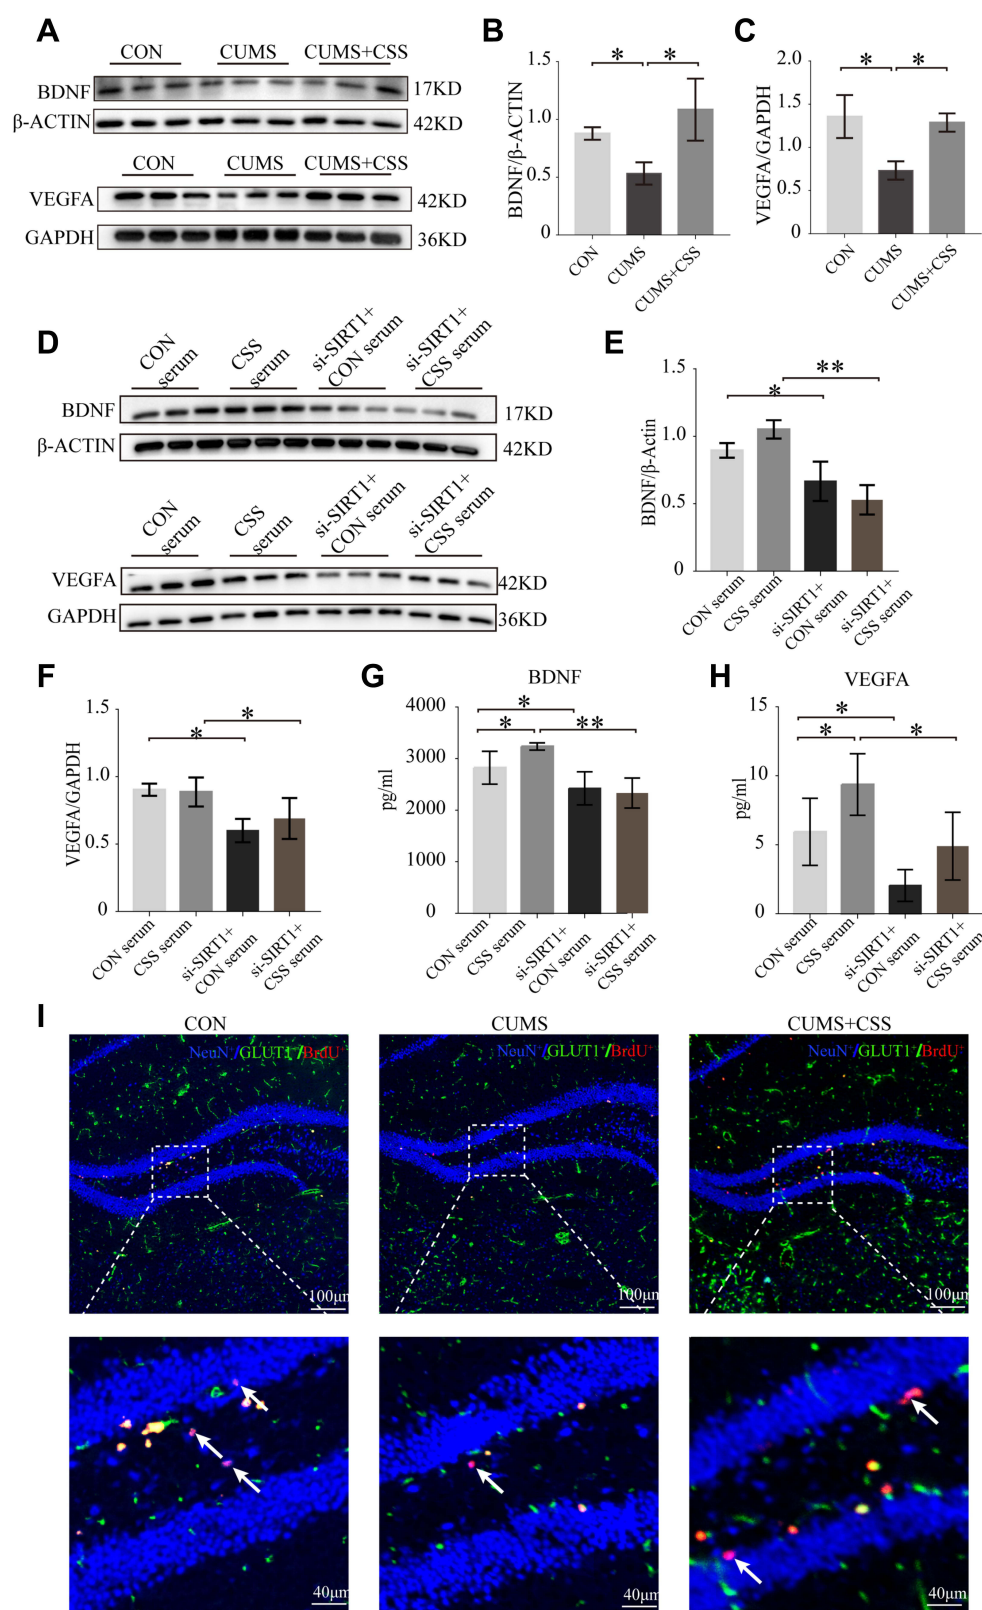 A
CON CUMS CUMS+CSS
BDNF 17KD
β-ACTIN 42KD
CON CUMS CUMS+CSS
VEGFA 42KD
GAPDH 36KD
B
BDNF/β-ACTIN
1.5
1.0
0.5
0
* *
CON CUMS CUMS+CSS
C
VEGFA/GAPDH
2.0
1.5
1.0
0.5
0
* *
CON CUMS CUMS+CSS
D
CON serum CSS serum si-SIRT1+ CON serum si-SIRT1+ CSS serum
BDNF 17KD
β-ACTIN 42KD
CON serum CSS serum si-SIRT1+ CON serum si-SIRT1+ CSS serum
VEGFA 42KD
GAPDH 36KD
E
BDNF/β-Actin
1.5
1.0
0.5
0
* **
CON serum CSS serum si-SIRT1+ CON serum si-SIRT1+ CSS serum
F
VEGFA/GAPDH
1.5
1.0
0.5
0
* *
CON serum CSS serum si-SIRT1+ CON serum si-SIRT1+ CSS serum
G
BDNF
pg/ml
4000
3000
2000
1000
0
*
* **
CON serum CSS serum si-SIRT1+ CON serum si-SIRT1+ CSS serum
H
VEGFA
pg/ml
15
10
5
0
*
* *
CON serum CSS serum si-SIRT1+ CON serum si-SIRT1+ CSS serum
I
CON CUMS CUMS+CSS
NeuN⁺/GLUT1⁺/BrdU⁺ NeuN⁺/GLUT1⁺/BrdU⁺ NeuN⁺/GLUT1⁺/BrdU⁺
100μm 100μm 100μm
40μm 40μm 40μm